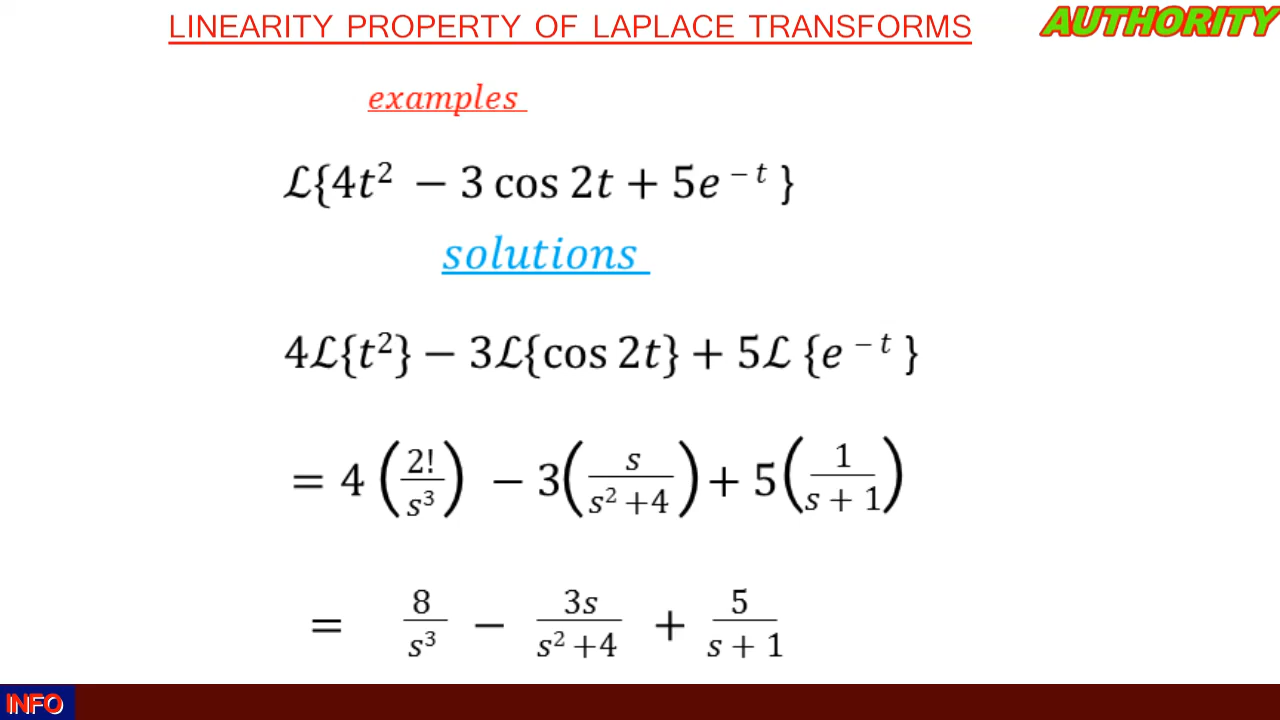 LINEARITY PROPERTY OF LAPLACE TRANSFORMS
AUTHORITY
examples
ℒ{4t² − 3 cos 2t + 5e⁻ᵗ}
solutions
4ℒ{t²} − 3ℒ{cos 2t} + 5ℒ {e⁻ᵗ}
= 4 (2!/s³) − 3(s/(s² +4)) + 5(1/(s + 1))
= 8/s³ − 3s/(s² +4) + 5/(s + 1)
INFO